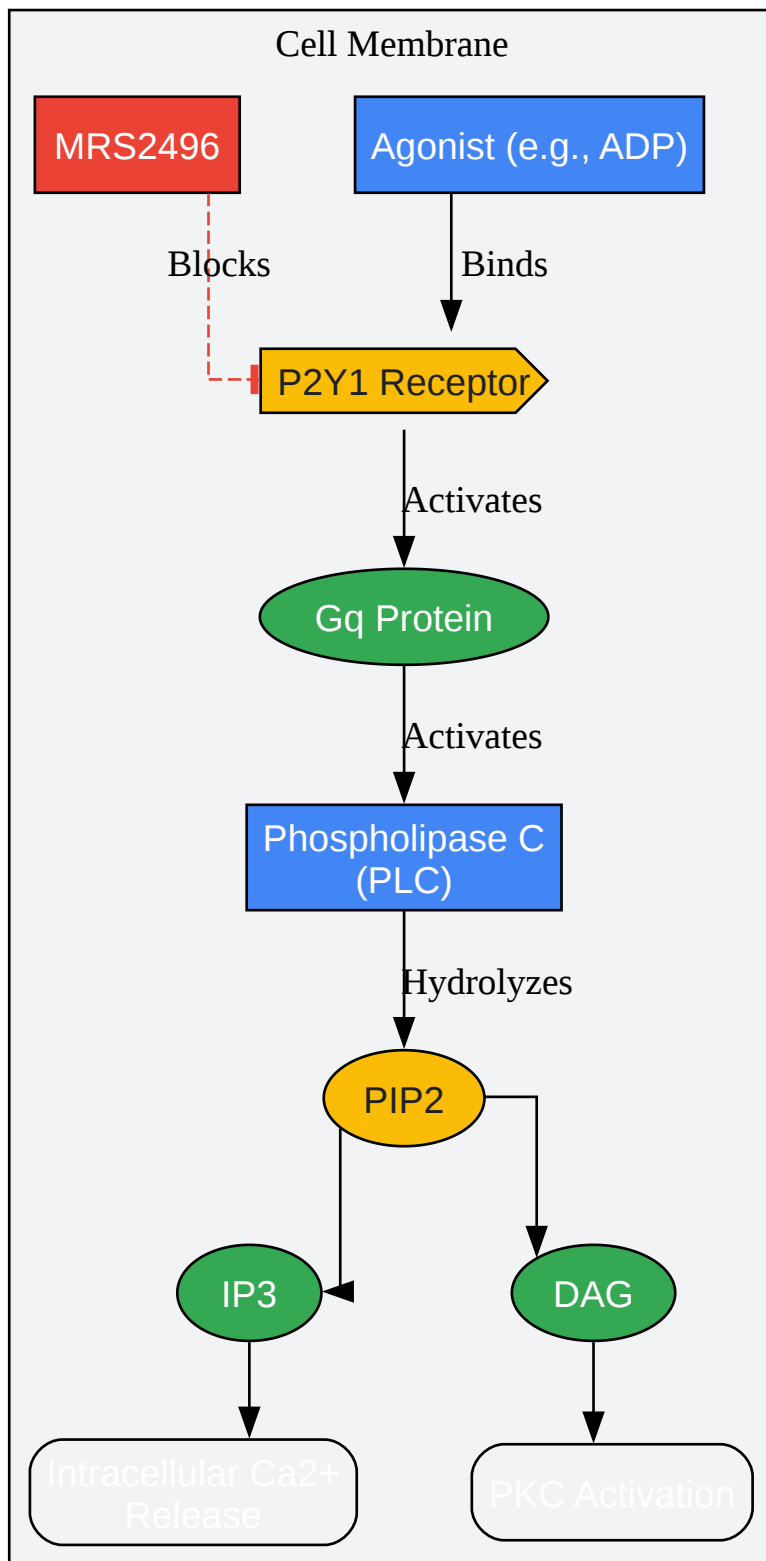 Cell Membrane
MRS2496
Agonist (e.g., ADP)
Blocks
Binds
P2Y1 Receptor
Activates
Gq Protein
Activates
Phospholipase C
(PLC)
Hydrolyzes
PIP2
IP3
DAG
Intracellular Ca2+
Release
PKC Activation